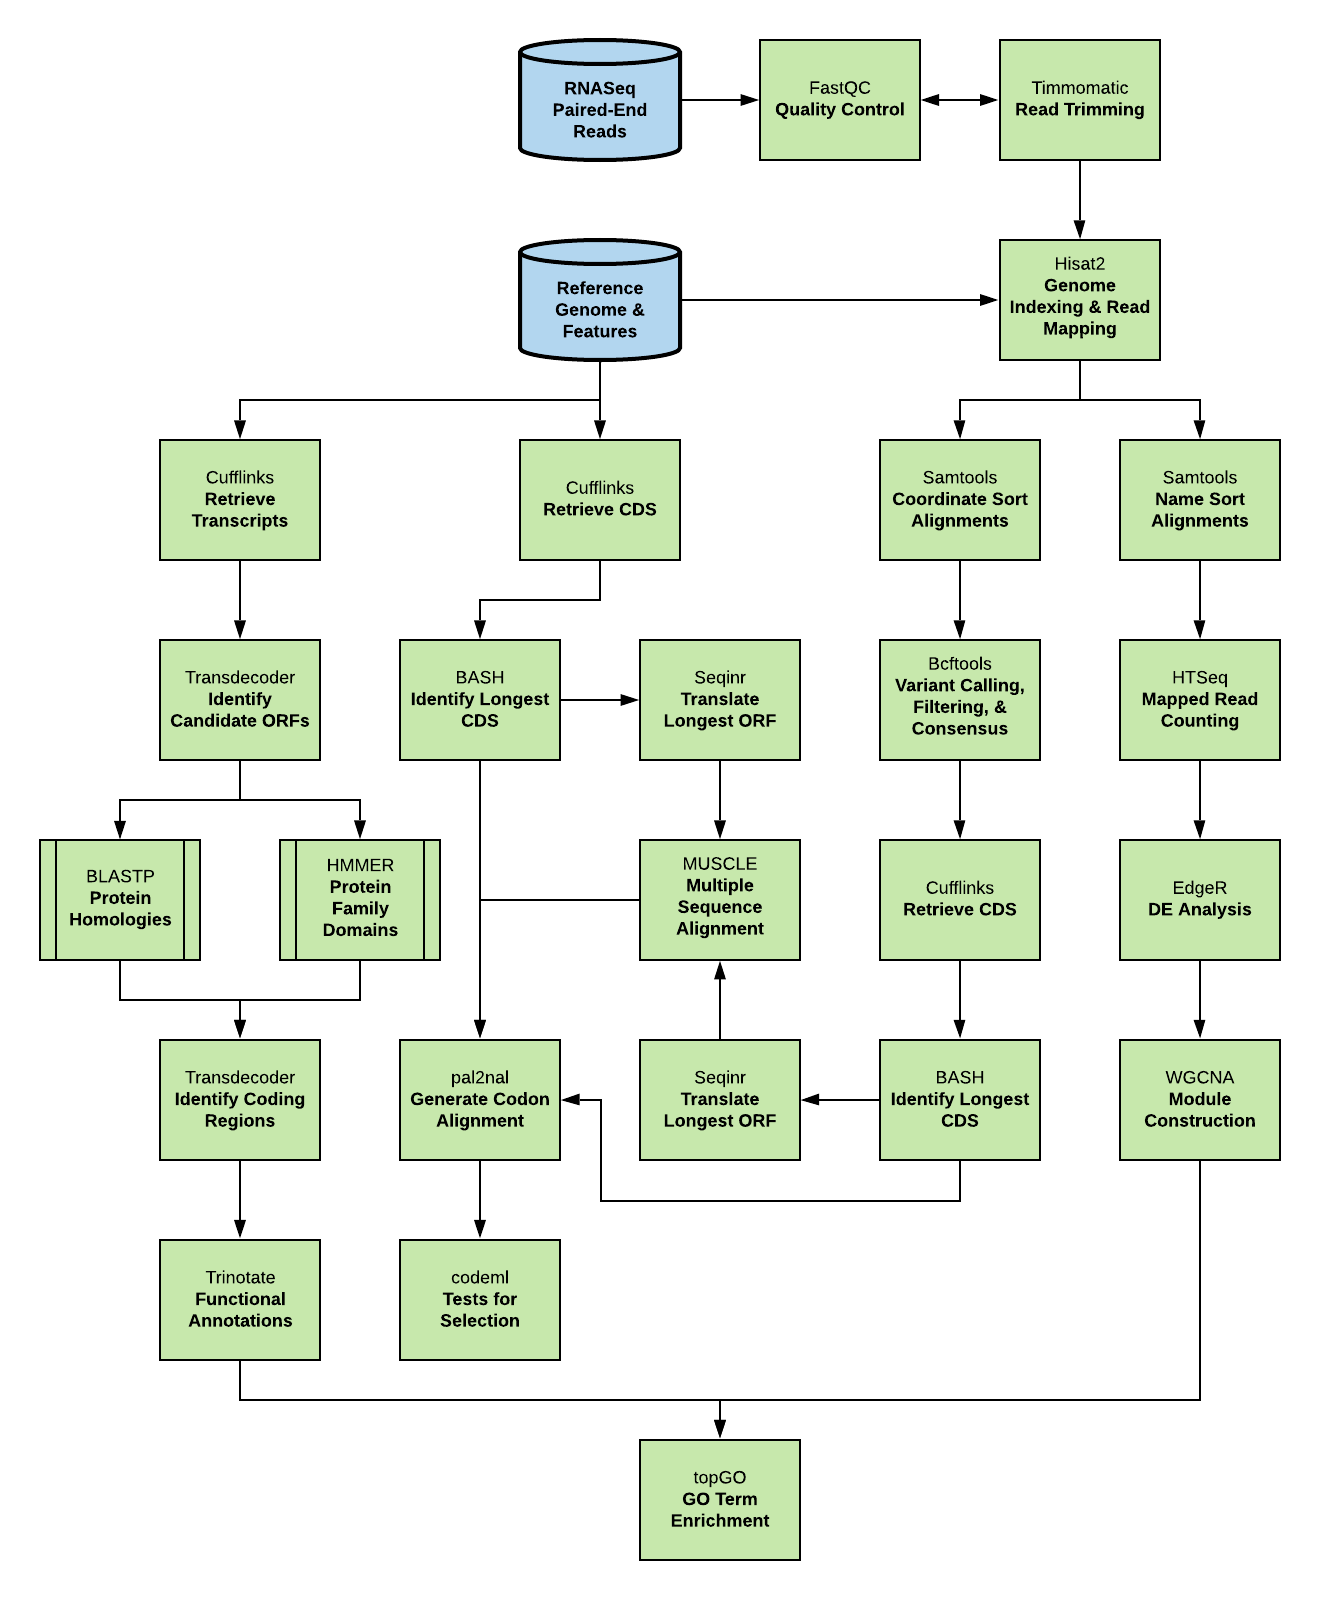 RNASeq
Paired-End
Reads
FastQC
Quality Control
Timmomatic
Read Trimming
Reference
Genome &
Features
Hisat2
Genome
Indexing & Read
Mapping
Cufflinks
Retrieve
Transcripts
Cufflinks
Retrieve CDS
Samtools
Coordinate Sort
Alignments
Samtools
Name Sort
Alignments
Transdecoder
Identify
Candidate ORFs
BASH
Identify Longest
CDS
Seqinr
Translate
Longest ORF
Bcftools
Variant Calling,
Filtering, &
Consensus
HTSeq
Mapped Read
Counting
BLASTP
Protein
Homologies
HMMER
Protein
Family
Domains
MUSCLE
Multiple
Sequence
Alignment
Cufflinks
Retrieve CDS
EdgeR
DE Analysis
Transdecoder
Identify Coding
Regions
pal2nal
Generate Codon
Alignment
Seqinr
Translate
Longest ORF
BASH
Identify Longest
CDS
WGCNA
Module
Construction
Trinotate
Functional
Annotations
codeml
Tests for
Selection
topGO
GO Term
Enrichment